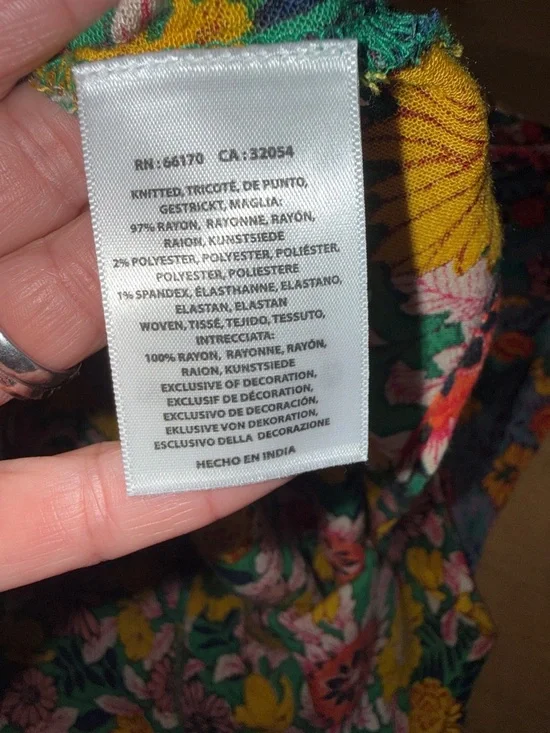 RN:66170 CA:32054
KNITTED, TRICOTÉ, DE PUNTO,
GESTRICKT, MAGLIA:
97% RAYON, RAYONNE, RAYÓN,
RAION, KUNSTSIEDE
2% POLYESTER, POLYESTER, POLIÉSTER,
POLYESTER, POLIESTERE
1% SPANDEX, ÉLASTHANNE, ELASTANO,
ELASTAN, ELASTAN
WOVEN, TISSÉ, TEJIDO, TESSUTO,
INTRECCIATA:
100% RAYON, RAYONNE, RAYÓN,
RAION, KUNSTSIEDE
EXCLUSIVE OF DECORATION,
EXCLUSIF DE DÉCORATION,
EXCLUSIVO DE DECORACIÓN,
EKLUSIVE VON DEKORATION,
ESCLUSIVO DELLA DECORAZIONE
HECHO EN INDIA